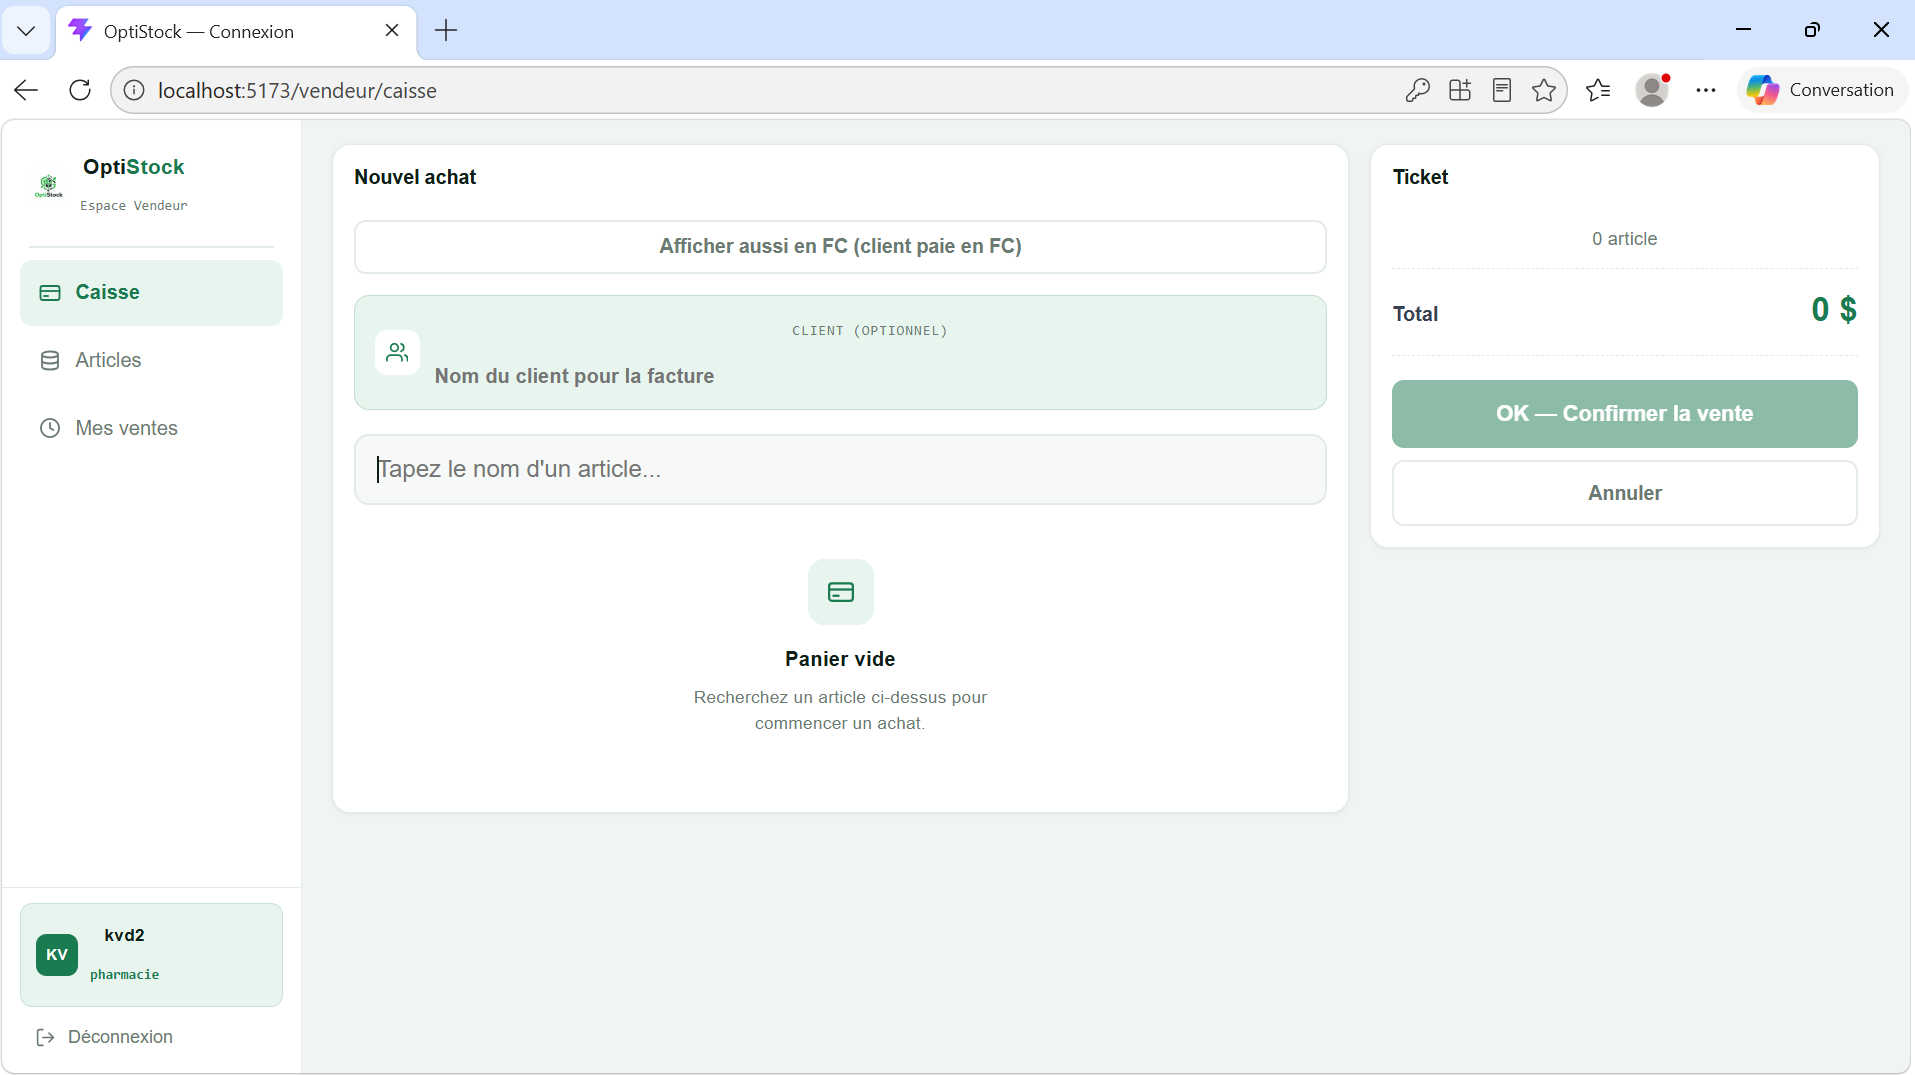 OptiStock — Connexion
localhost:5173/vendeur/caisse
Conversation
OptiStock
OptiStock
Espace Vendeur
Caisse
Articles
Mes ventes
kvd2
KV
pharmacie
Déconnexion
Nouvel achat
Afficher aussi en FC (client paie en FC)
CLIENT (OPTIONNEL)
Nom du client pour la facture
Tapez le nom d'un article...
Panier vide
Recherchez un article ci-dessus pour
commencer un achat.
Ticket
0 article
Total 0 $
OK — Confirmer la vente
Annuler